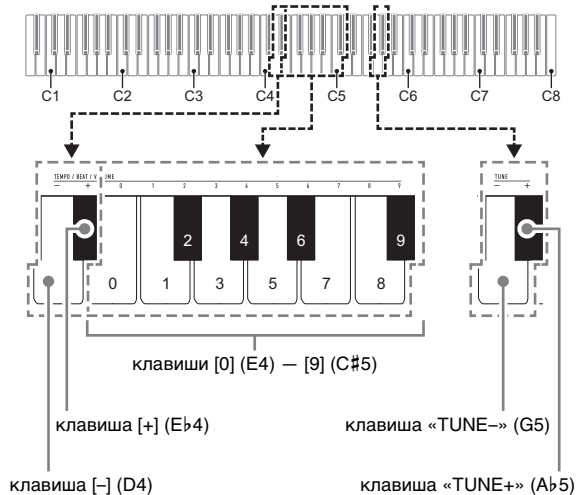 C1 C2 C3 C4 C5 C6 C7 C8
TEMPO / BEAT / V UME TUNE
– + 0 1 2 3 4 5 6 7 8 9 – +
2 4 6 9
0 1 3 5 7 8
клавиши [0] (E4) — [9] (C♯5)
клавиша [+] (E♭4) клавиша «TUNE–» (G5)
клавиша [–] (D4) клавиша «TUNE+» (A♭5)